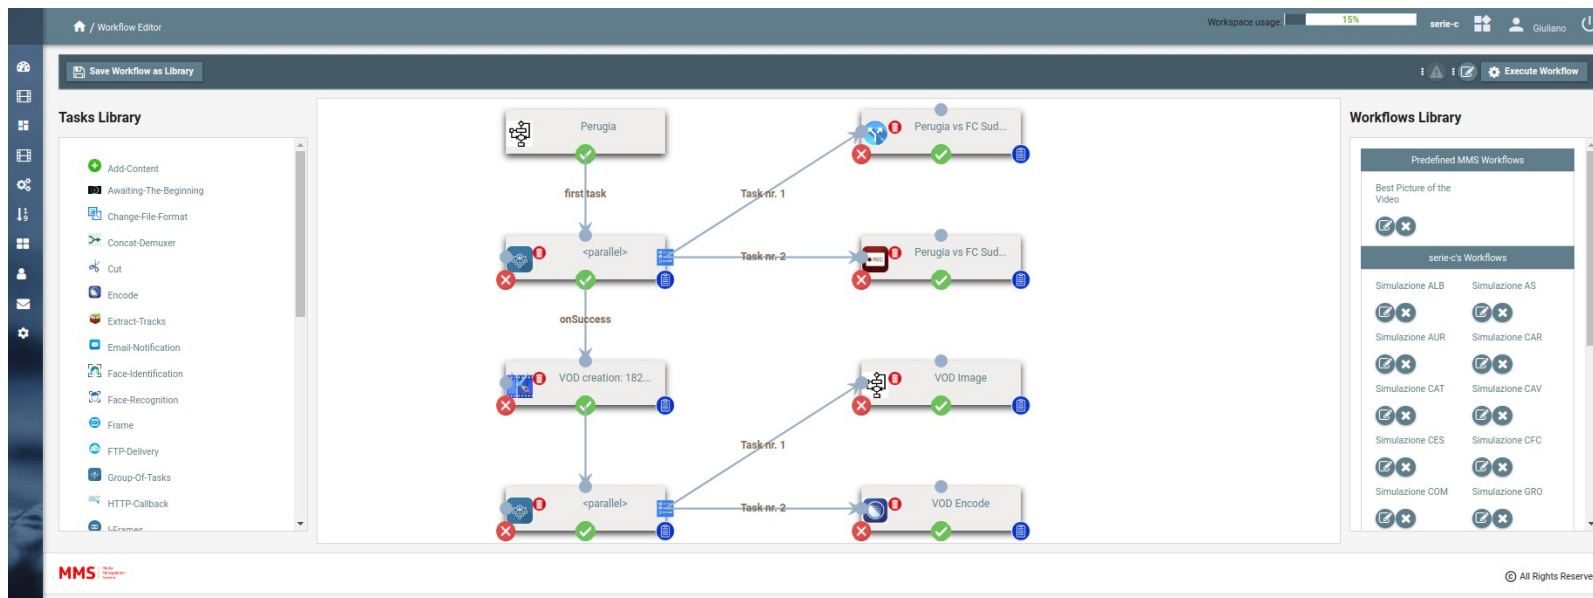 / Workflow Editor
Workspace usage:
15%
serie-c
Giuliano
Save Workflow as Library
Execute Workflow
Tasks Library
Add-Content
Awaiting-The-Beginning
Change-File-Format
Concat-Demuxer
Cut
Encode
Extract-Tracks
Email-Notification
Face-Identification
Face-Recognition
Frame
FTP-Delivery
Group-Of-Tasks
HTTP-Callback
I-Frames
Perugia
Perugia vs FC Sud...
first task
Task nr. 1
<parallel>
Task nr. 2
Perugia vs FC Sud...
REC
onSuccess
VOD creation: 182...
VOD Image
Task nr. 1
<parallel>
Task nr. 2
VOD Encode
Workflows Library
Predefined MMS Workflows
Best Picture of the
Video
serie-c's Workflows
Simulazione ALB
Simulazione AS
Simulazione AUR
Simulazione CAR
Simulazione CAT
Simulazione CAV
Simulazione CES
Simulazione CFC
Simulazione COM
Simulazione GRO
MMS
Media
Management
System
© All Rights Reserve